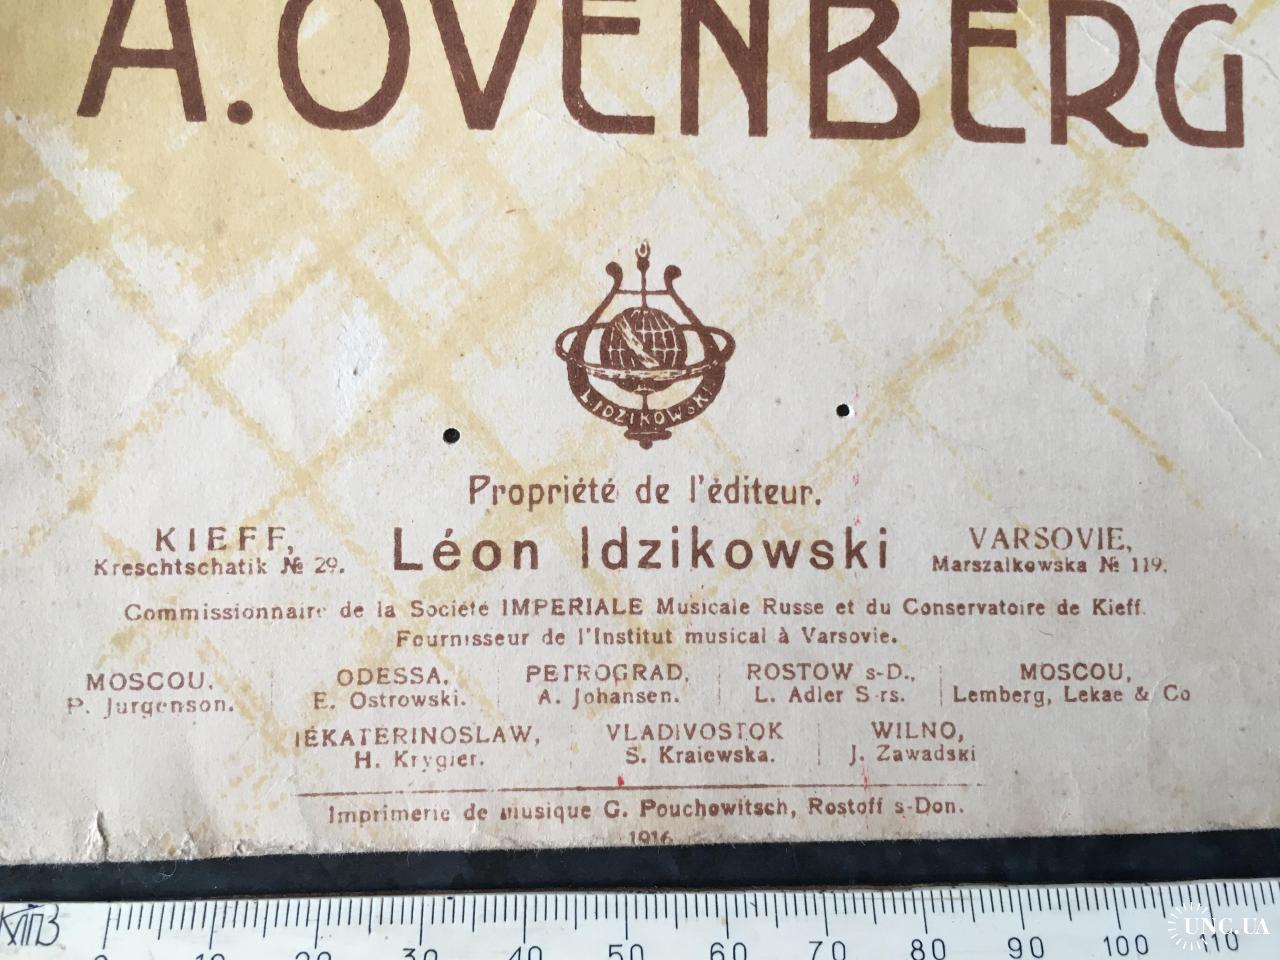 A. OVENBERG
L. IDZIKOWSKI
Propriété de l'éditeur.
KIEFF,
Kreschtschatik № 29.
Léon Idzikowski
VARSOVIE,
Marszalkowska № 119.
Commissionnaire de la Société IMPERIALE Musicale Russe et du Conservatoire de Kieff.
Fournisseur de l'Institut musical à Varsovie.
MOSCOU,
P. Jurgenson.
ODESSA,
E. Ostrowski.
PETROGRAD,
A. Johansen.
ROSTOW s-D.,
L. Adler S-rs.
MOSCOU,
Lemberg, Lekae & Co
IÉKATERINOSLAW,
H. Krygier.
VLADIVOSTOK
S. Kraiewska.
WILNO,
J. Zawadski
Imprimerie de musique G. Pouchowitsch, Rostoff s-Don.
1916
0 10 20 30 40 50 60 70 80 90 100 110
UNC.UA